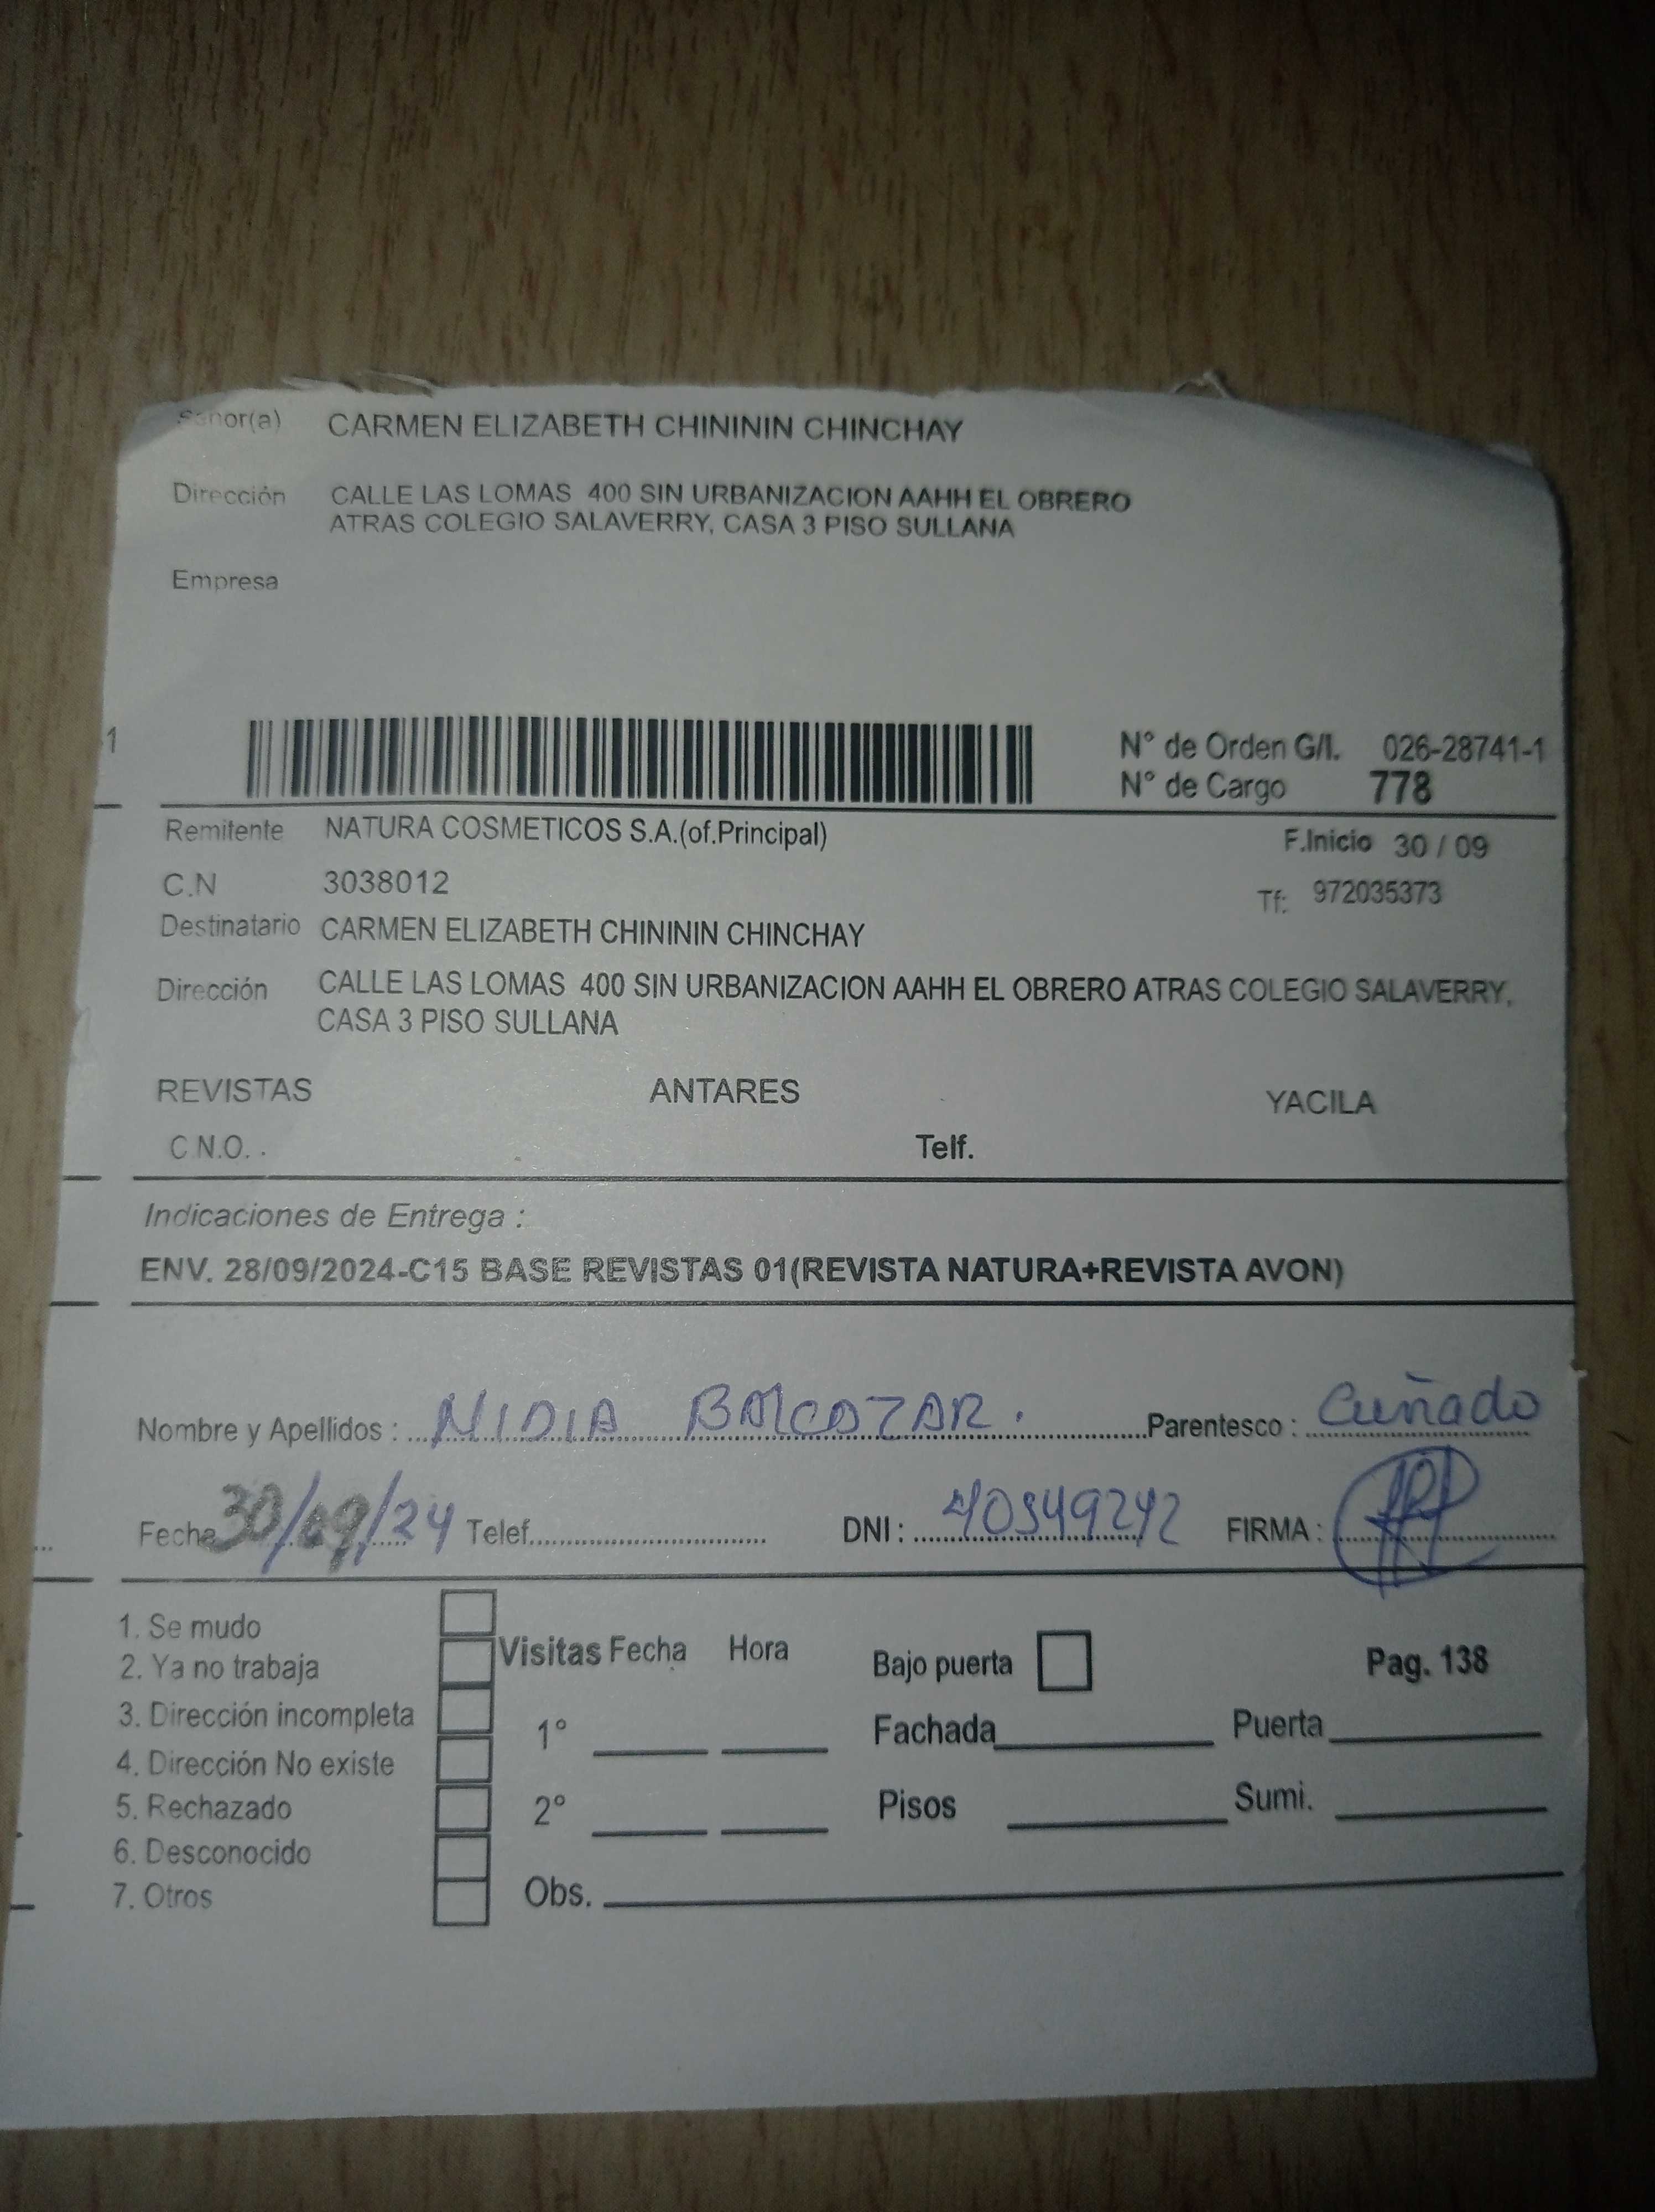 Señor(a) CARMEN ELIZABETH CHINININ CHINCHAY
Dirección CALLE LAS LOMAS 400 SIN URBANIZACION AAHH EL OBRERO
ATRAS COLEGIO SALAVERRY, CASA 3 PISO SULLANA
Empresa
1
N° de Orden G/I. 026-28741-1
N° de Cargo 778
Remitente NATURA COSMETICOS S.A.(of.Principal) F.Inicio 30 / 09
C.N 3038012 Tf: 972035373
Destinatario CARMEN ELIZABETH CHINININ CHINCHAY
Dirección CALLE LAS LOMAS 400 SIN URBANIZACION AAHH EL OBRERO ATRAS COLEGIO SALAVERRY,
CASA 3 PISO SULLANA
REVISTAS ANTARES YACILA
C.N.O. . Telf.
Indicaciones de Entrega :
ENV. 28/09/2024-C15 BASE REVISTAS 01(REVISTA NATURA+REVISTA AVON)
Nombre y Apellidos : NIDIA BALCAZAR. Parentesco : Cuñado
Fecha 30/09/24 Telef. DNI : 40549242 FIRMA :
1. Se mudo
2. Ya no trabaja
3. Dirección incompleta
4. Dirección No existe
5. Rechazado
6. Desconocido
7. Otros
Visitas Fecha Hora
1°
2°
Obs.
Bajo puerta Pag. 138
Fachada Puerta
Pisos Sumi.